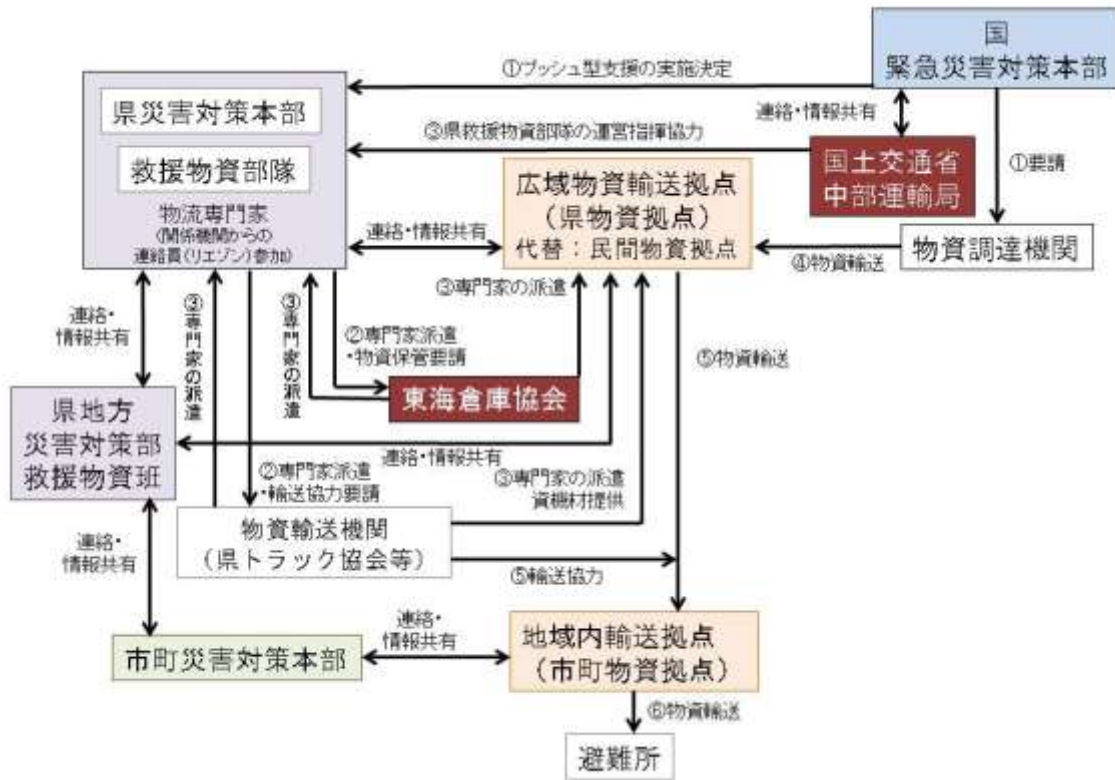 国
緊急災害対策本部
①プッシュ型支援の実施決定
県災害対策本部
救援物資部隊
物流専門家
(関係機関からの
連絡員(リエゾン)参加)
連絡・情報共有
③県救援物資部隊の運営指揮協力
国土交通省
中部運輸局
①要請
広域物資輸送拠点
(県物資拠点)
代替：民間物資拠点
連絡・情報共有
④物資輸送
物資調達機関
③専門家の派遣
連絡・
情報共有
③専門家の派遣
③専門家の派遣
②専門家派遣
・物資保管要請
⑤物資輸送
東海倉庫協会
県地方
災害対策部
救援物資班
連絡・情報共有
②専門家派遣
・輸送協力要請
③専門家の派遣
資機材提供
物資輸送機関
(県トラック協会等)
連絡・
情報共有
⑤輸送協力
連絡・
情報共有
地域内輸送拠点
(市町物資拠点)
市町災害対策本部
⑥物資輸送
避難所